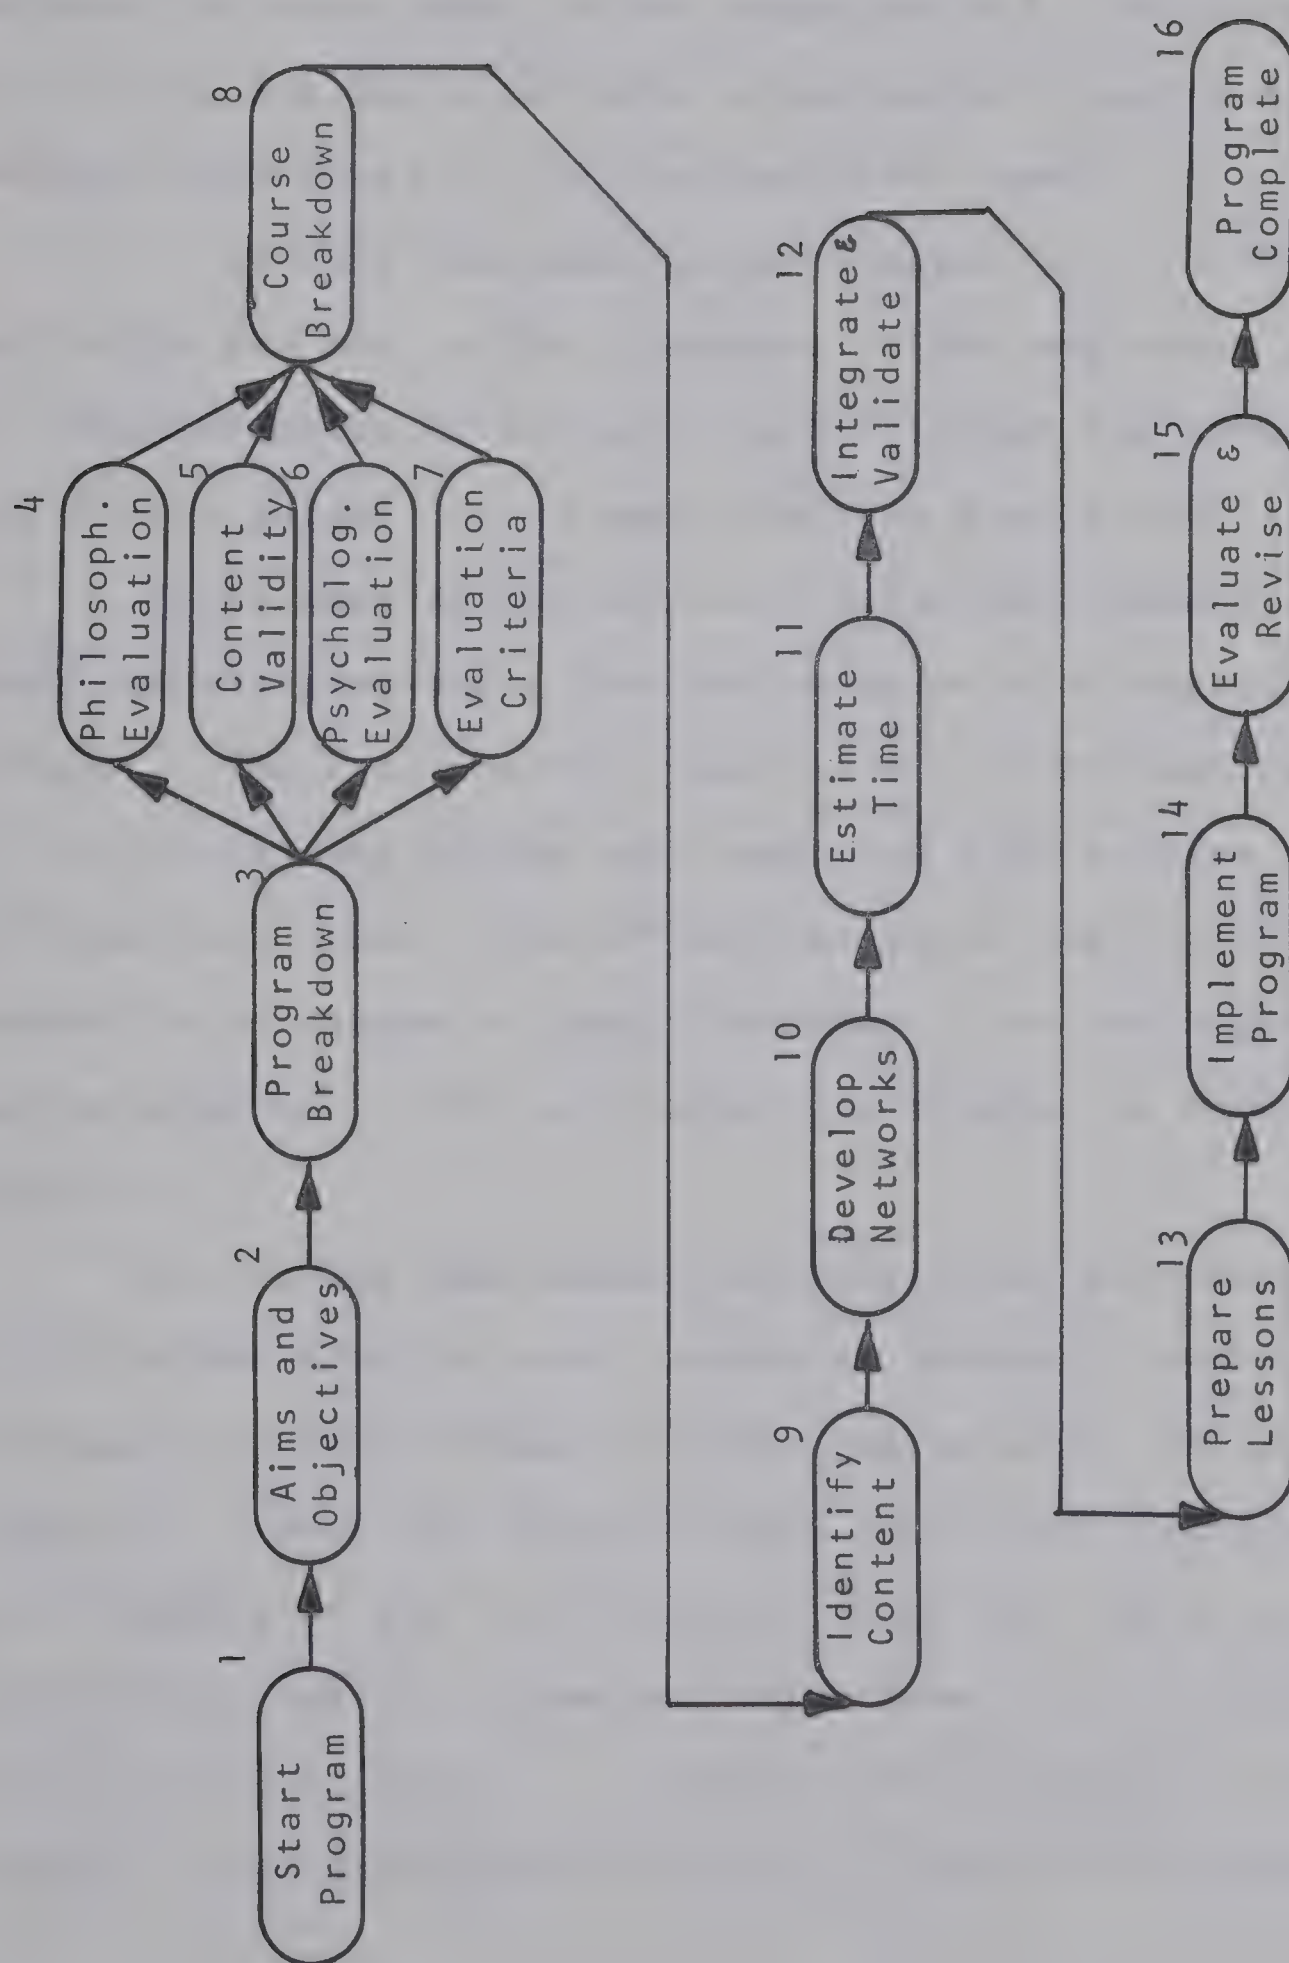 1
Start
Program
2
Aims and
Objectives
3
Program
Breakdown
4
Philosoph.
Evaluation
5
Content
Validity
6
Psycholog.
Evaluation
7
Evaluation
Criteria
8
Course
Breakdown
9
Identify
Content
10
Develop
Networks
11
Estimate
Time
12
Integrate &
Validate
13
Prepare
Lessons
14
Implement
Program
15
Evaluate &
Revise
16
Program
Complete